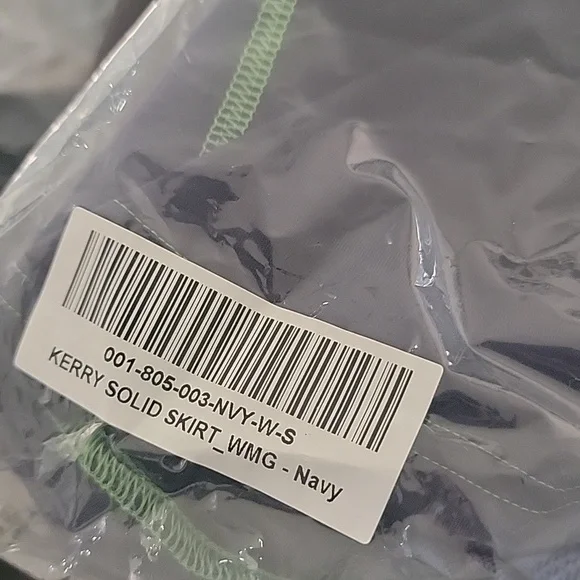 001-805-003-NVY-W-S
KERRY SOLID SKIRT_WMG - Navy